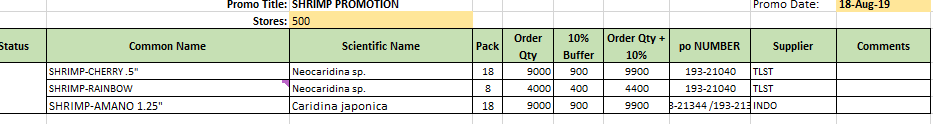 Promo Title: SHRIMP PROMOTION Promo Date: 18-Aug-19
Stores: 500
Status Common Name Scientific Name Pack Order Qty 10% Buffer Order Qty + 10% po NUMBER Supplier Comments
SHRIMP-CHERRY .5" Neocaridina sp. 18 9000 900 9900 193-21040 TLST
SHRIMP-RAINBOW Neocaridina sp. 8 4000 400 4400 193-21040 TLST
SHRIMP-AMANO 1.25" Caridina japonica 18 9000 900 9900 3-21344 /193-213 INDO